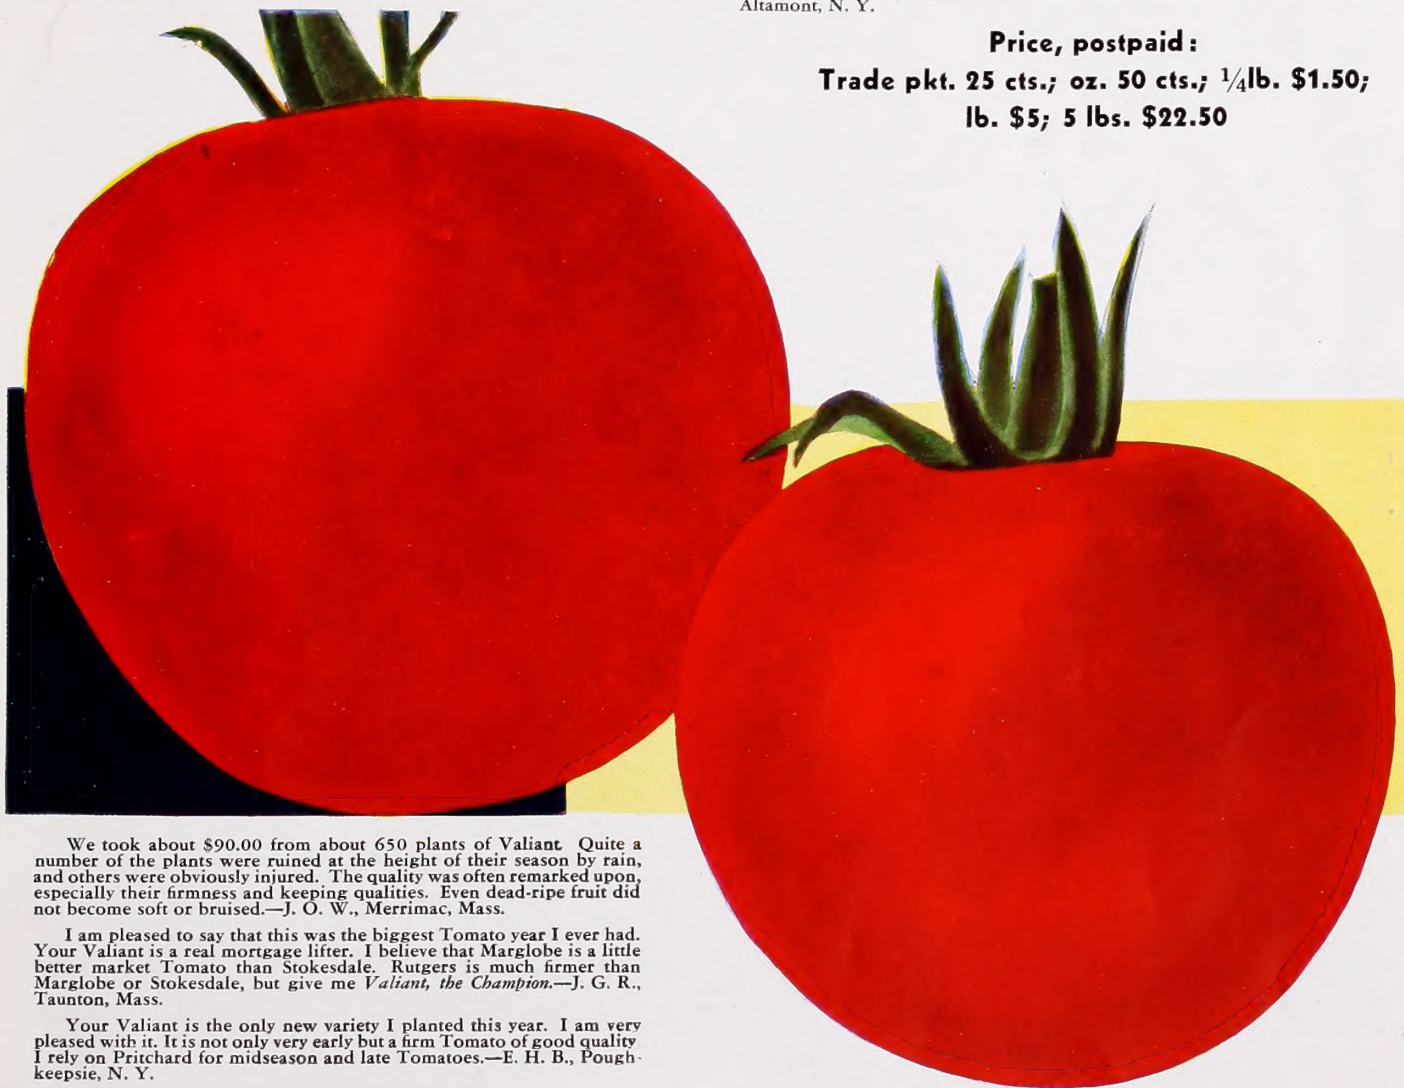 Altamont, N. Y.
Price, postpaid:
Trade pkt. 25 cts.; oz. 50 cts.; ¼lb. $1.50;
lb. $5; 5 lbs. $22.50
We took about $90.00 from about 650 plants of Valiant Quite a
number of the plants were ruined at the height of their season by rain,
and others were obviously injured. The quality was often remarked upon,
especially their firmness and keeping qualities. Even dead-ripe fruit did
not become soft or bruised.—J. O. W., Merrimac, Mass.
I am pleased to say that this was the biggest Tomato year I ever had.
Your Valiant is a real mortgage lifter. I believe that Marglobe is a little
better market Tomato than Stokesdale. Rutgers is much firmer than
Marglobe or Stokesdale, but give me Valiant, the Champion.—J. G. R.,
Taunton, Mass.
Your Valiant is the only new variety I planted this year. I am very
pleased with it. It is not only very early but a firm Tomato of good quality
I rely on Pritchard for midseason and late Tomatoes.—E. H. B., Pough-
keepsie, N. Y.